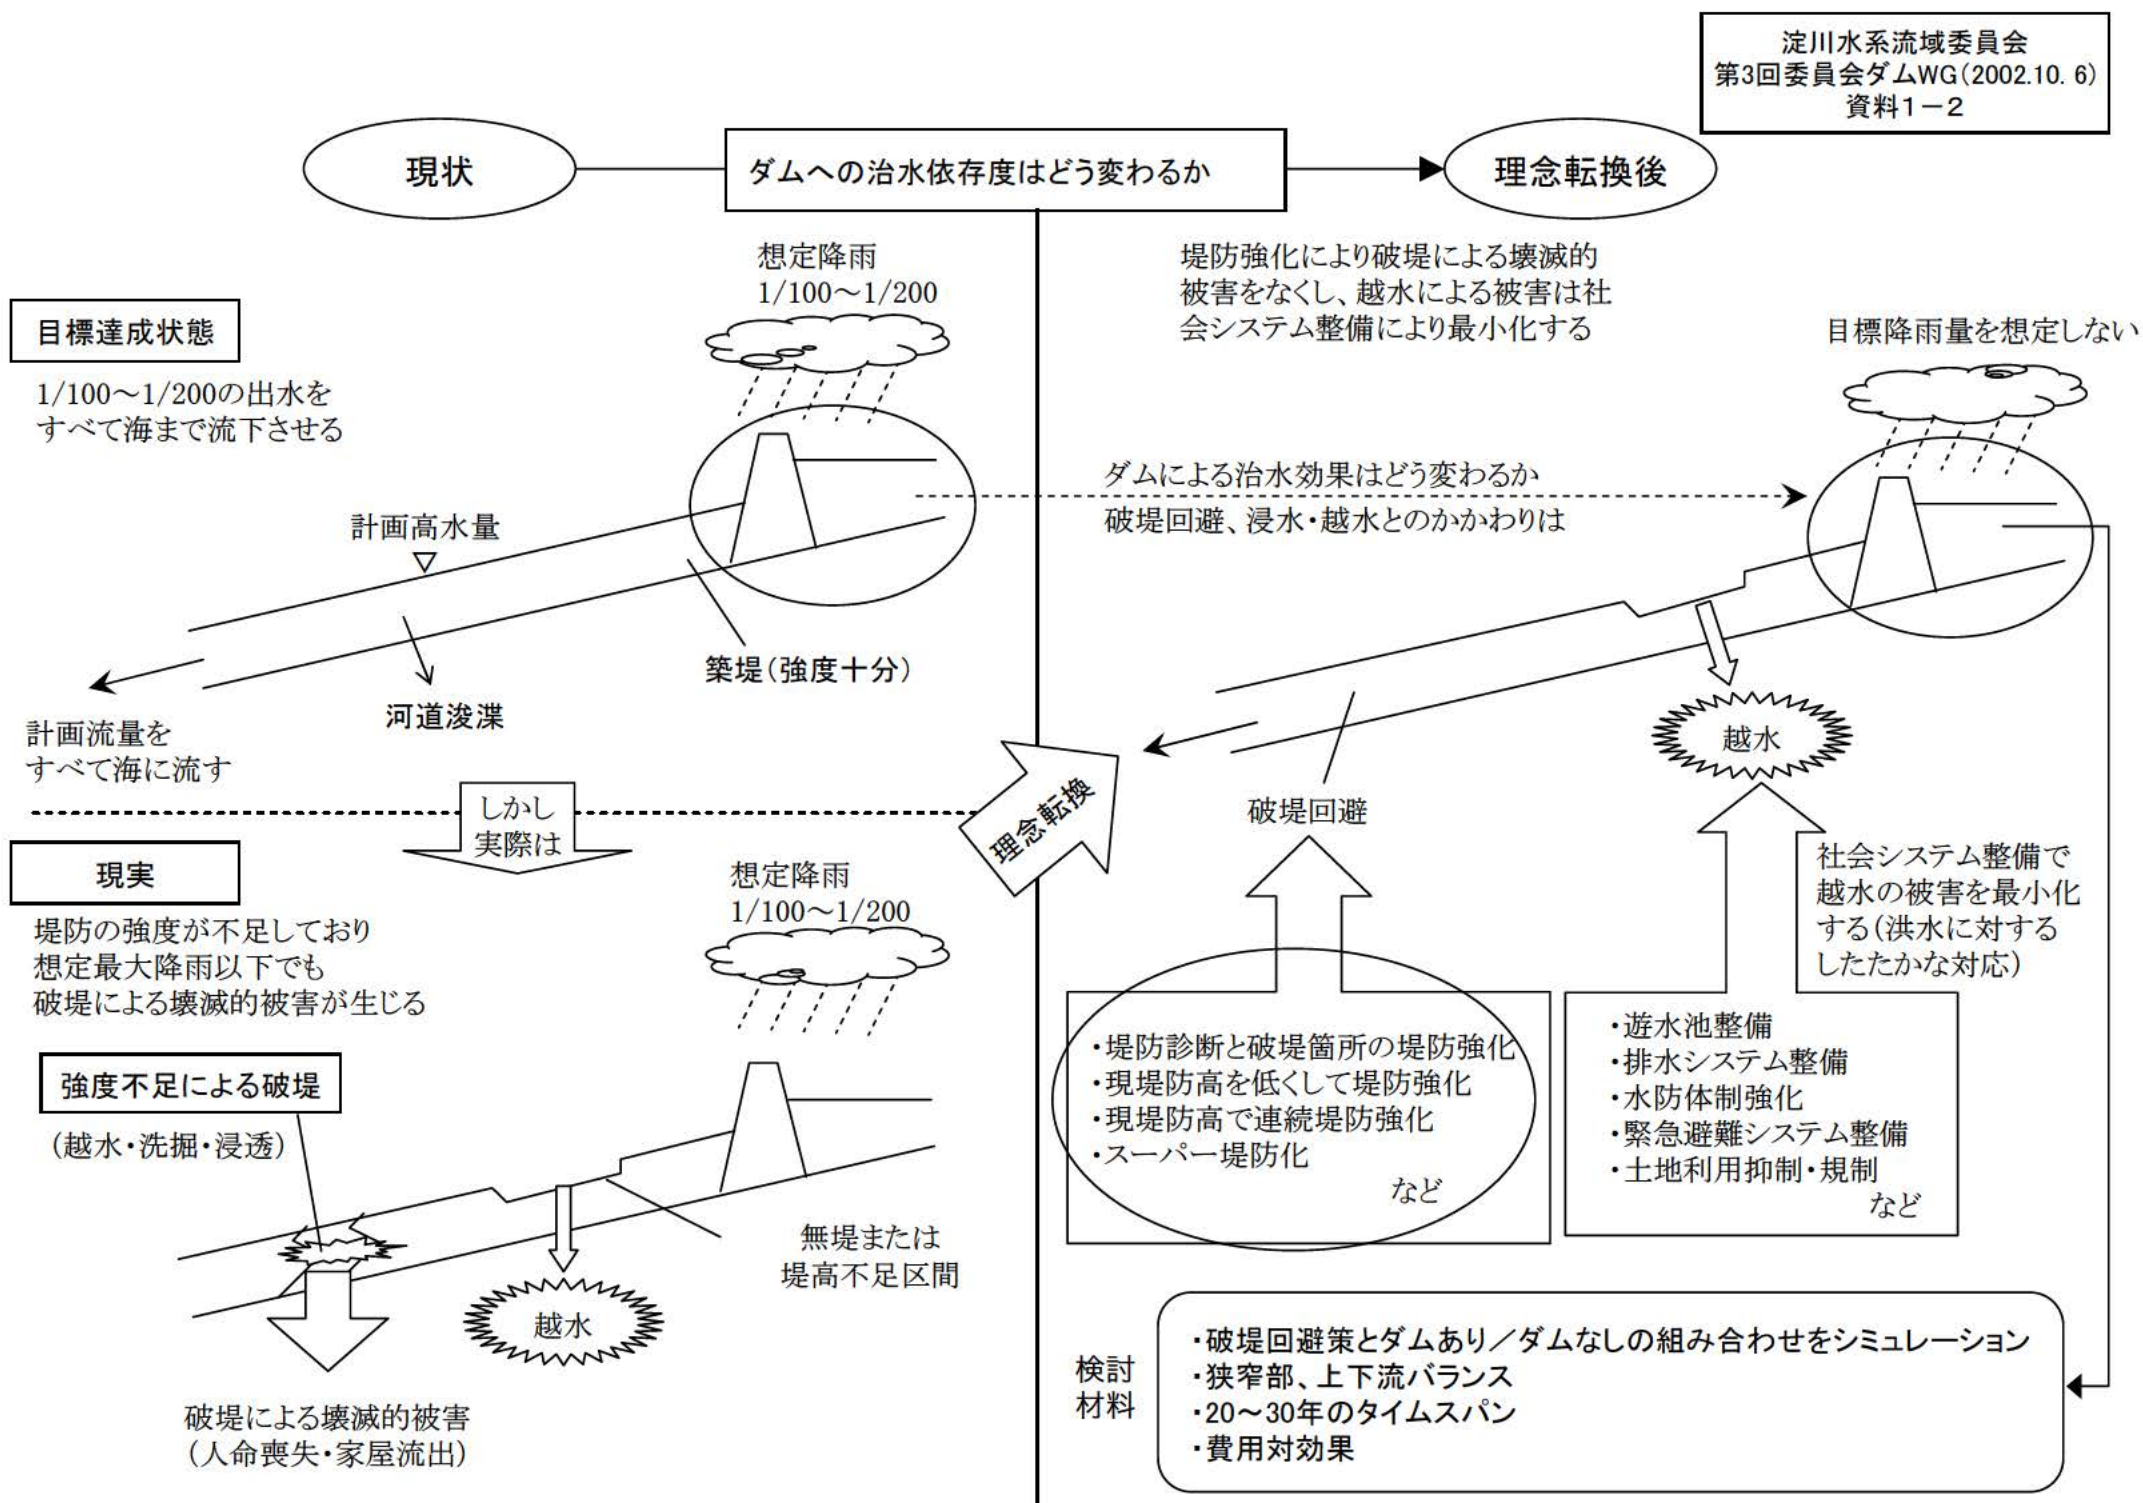 淀川水系流域委員会
第3回委員会ダムWG(2002.10. 6)
資料1－2
現状
ダムへの治水依存度はどう変わるか
理念転換後
目標達成状態
1/100～1/200の出水を
すべて海まで流下させる
想定降雨
1/100～1/200
計画高水量
築堤(強度十分)
河道浚渫
計画流量を
すべて海に流す
しかし
実際は
現実
堤防の強度が不足しており
想定最大降雨以下でも
破堤による壊滅的被害が生じる
想定降雨
1/100～1/200
強度不足による破堤
(越水・洗掘・浸透)
無堤または
堤高不足区間
越水
破堤による壊滅的被害
(人命喪失・家屋流出)
理念転換
堤防強化により破堤による壊滅的
被害をなくし、越水による被害は社
会システム整備により最小化する
目標降雨量を想定しない
ダムによる治水効果はどう変わるか
破堤回避、浸水・越水とのかかわりは
越水
破堤回避
社会システム整備で
越水の被害を最小化
する(洪水に対する
したたかな対応)
・堤防診断と破堤箇所の堤防強化
・現堤防高を低くして堤防強化
・現堤防高で連続堤防強化
・スーパー堤防化
など
・遊水池整備
・排水システム整備
・水防体制強化
・緊急避難システム整備
・土地利用抑制・規制
など
検討
材料
・破堤回避策とダムあり／ダムなしの組み合わせをシミュレーション
・狭窄部、上下流バランス
・20～30年のタイムスパン
・費用対効果